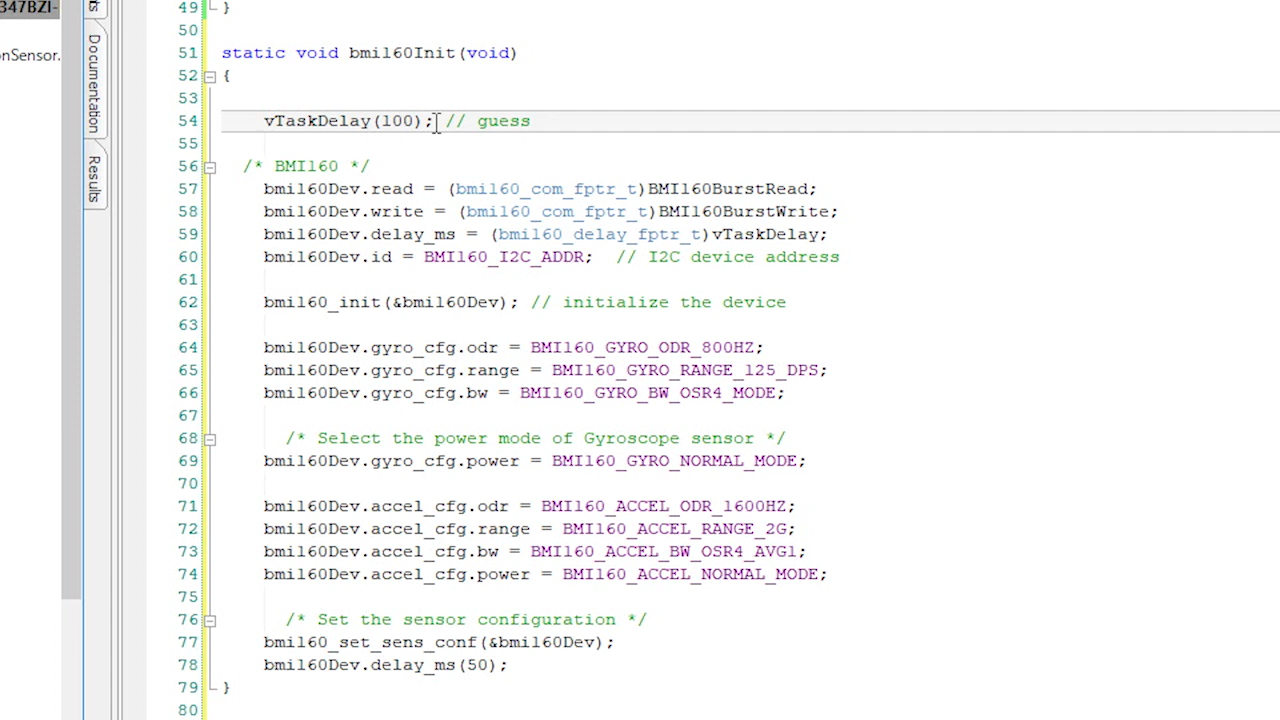 347BZI-
onSensor.
Documentation
Results
49 }
50
51 static void bmi160Init(void)
52 {
53
54 vTaskDelay(100); // guess
55
56 /* BMI160 */
57 bmi160Dev.read = (bmi160_com_fptr_t)BMI160BurstRead;
58 bmi160Dev.write = (bmi160_com_fptr_t)BMI160BurstWrite;
59 bmi160Dev.delay_ms = (bmi160_delay_fptr_t)vTaskDelay;
60 bmi160Dev.id = BMI160_I2C_ADDR; // I2C device address
61
62 bmi160_init(&bmi160Dev); // initialize the device
63
64 bmi160Dev.gyro_cfg.odr = BMI160_GYRO_ODR_800HZ;
65 bmi160Dev.gyro_cfg.range = BMI160_GYRO_RANGE_125_DPS;
66 bmi160Dev.gyro_cfg.bw = BMI160_GYRO_BW_OSR4_MODE;
67
68 /* Select the power mode of Gyroscope sensor */
69 bmi160Dev.gyro_cfg.power = BMI160_GYRO_NORMAL_MODE;
70
71 bmi160Dev.accel_cfg.odr = BMI160_ACCEL_ODR_1600HZ;
72 bmi160Dev.accel_cfg.range = BMI160_ACCEL_RANGE_2G;
73 bmi160Dev.accel_cfg.bw = BMI160_ACCEL_BW_OSR4_AVG1;
74 bmi160Dev.accel_cfg.power = BMI160_ACCEL_NORMAL_MODE;
75
76 /* Set the sensor configuration */
77 bmi160_set_sens_conf(&bmi160Dev);
78 bmi160Dev.delay_ms(50);
79 }
80